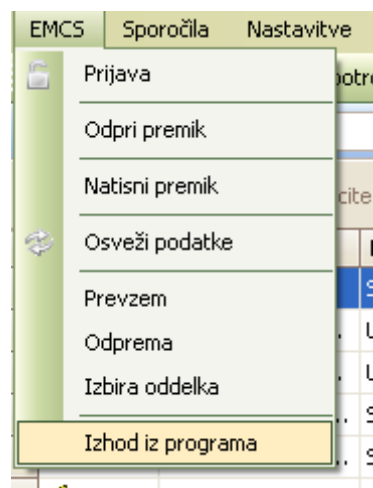 EMCS Sporočila Nastavitve
Prijava
Odpri premik
Natisni premik
Osveži podatke
Prevzem
Odprema
Izbira oddelka
Izhod iz programa